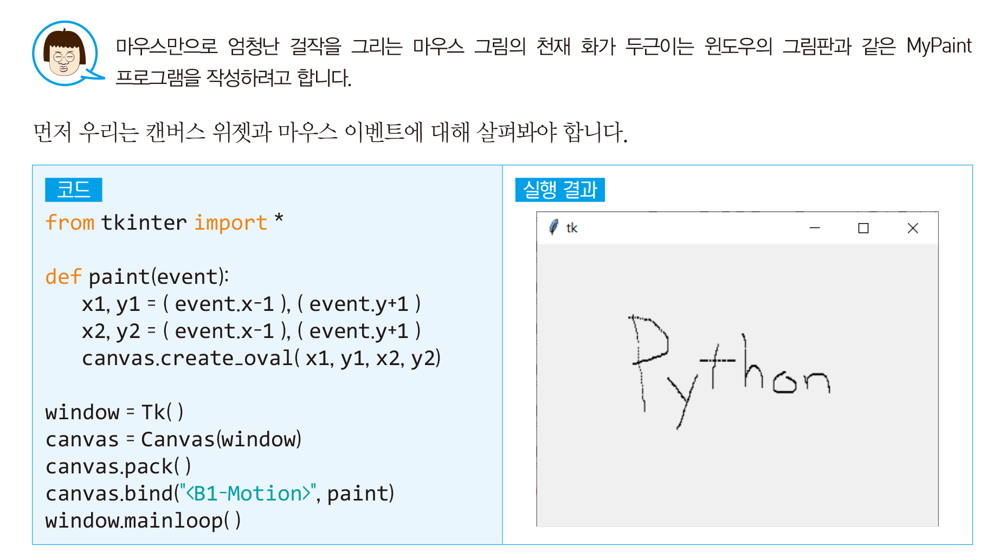 마우스만으로 엄청난 걸작을 그리는 마우스 그림의 천재 화가 두근이는 윈도우의 그림판과 같은 MyPaint
프로그램을 작성하려고 합니다.
먼저 우리는 캔버스 위젯과 마우스 이벤트에 대해 살펴봐야 합니다.
코드
from tkinter import *
def paint(event):
    x1, y1 = ( event.x-1 ), ( event.y+1 )
    x2, y2 = ( event.x-1 ), ( event.y+1 )
    canvas.create_oval( x1, y1, x2, y2)
window = Tk( )
canvas = Canvas(window)
canvas.pack( )
canvas.bind("<B1-Motion>", paint)
window.mainloop( )
실행 결과
tk
Python